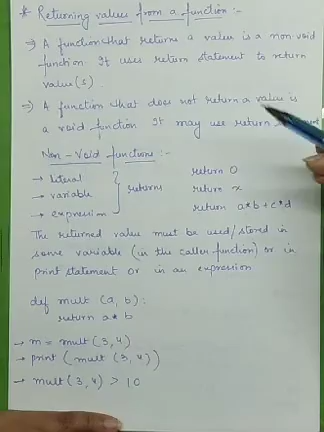 * Returning values from a function :-
⇒ A function that returns a value is a non-void
function. It uses return statement to return
value(s).
⇒ A function that does not return a value is
a void function It may use return
Non-Void functions :-
→ literal return 0
→ variable } returns return x
→ expression return a*b+c*d
The returned value must be used/stored in
some variable (in the caller function) or in
print statement or in an expression
def mult (a, b):
return a*b
→ m = mult(3,4)
→ print (mult (3,4))
→ mult(3,4) > 10